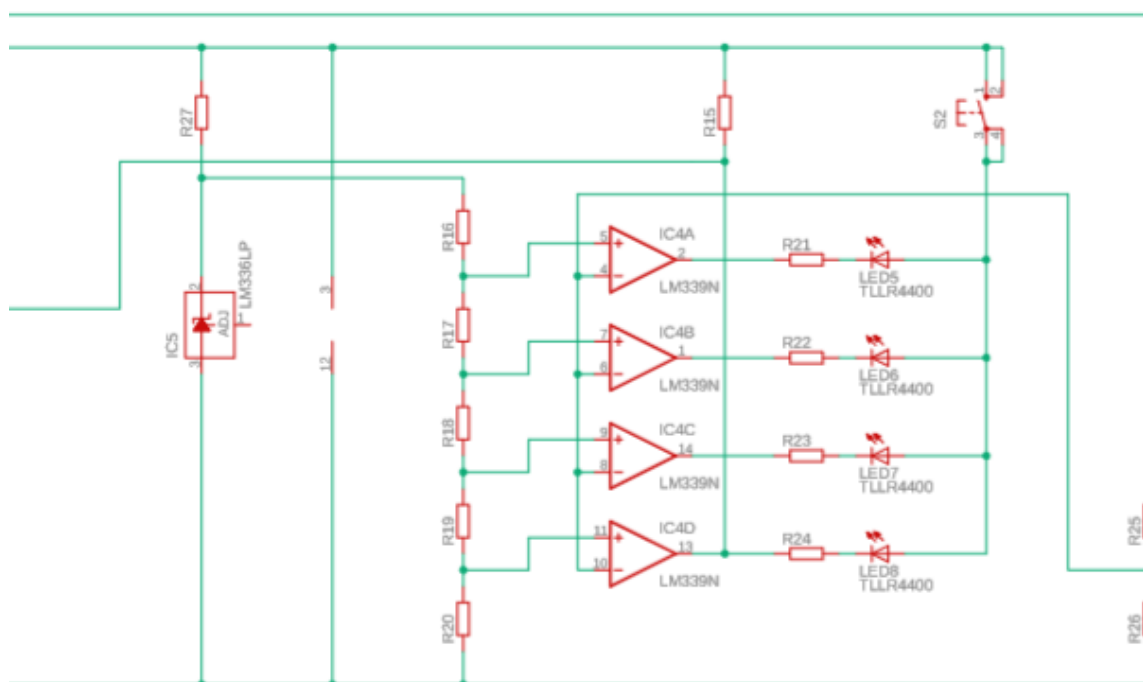 R27
R15
1
2
S2
3
4
R16
5
4
IC4A
2
LM339N
R21
LED5
TLLR4400
LM336LP
2
ADJ
1
IC5
3
3
12
R17
7
6
IC4B
1
LM339N
R22
LED6
TLLR4400
R18
9
8
IC4C
14
LM339N
R23
LED7
TLLR4400
R19
11
10
IC4D
13
LM339N
R24
LED8
TLLR4400
R25
R20
R26